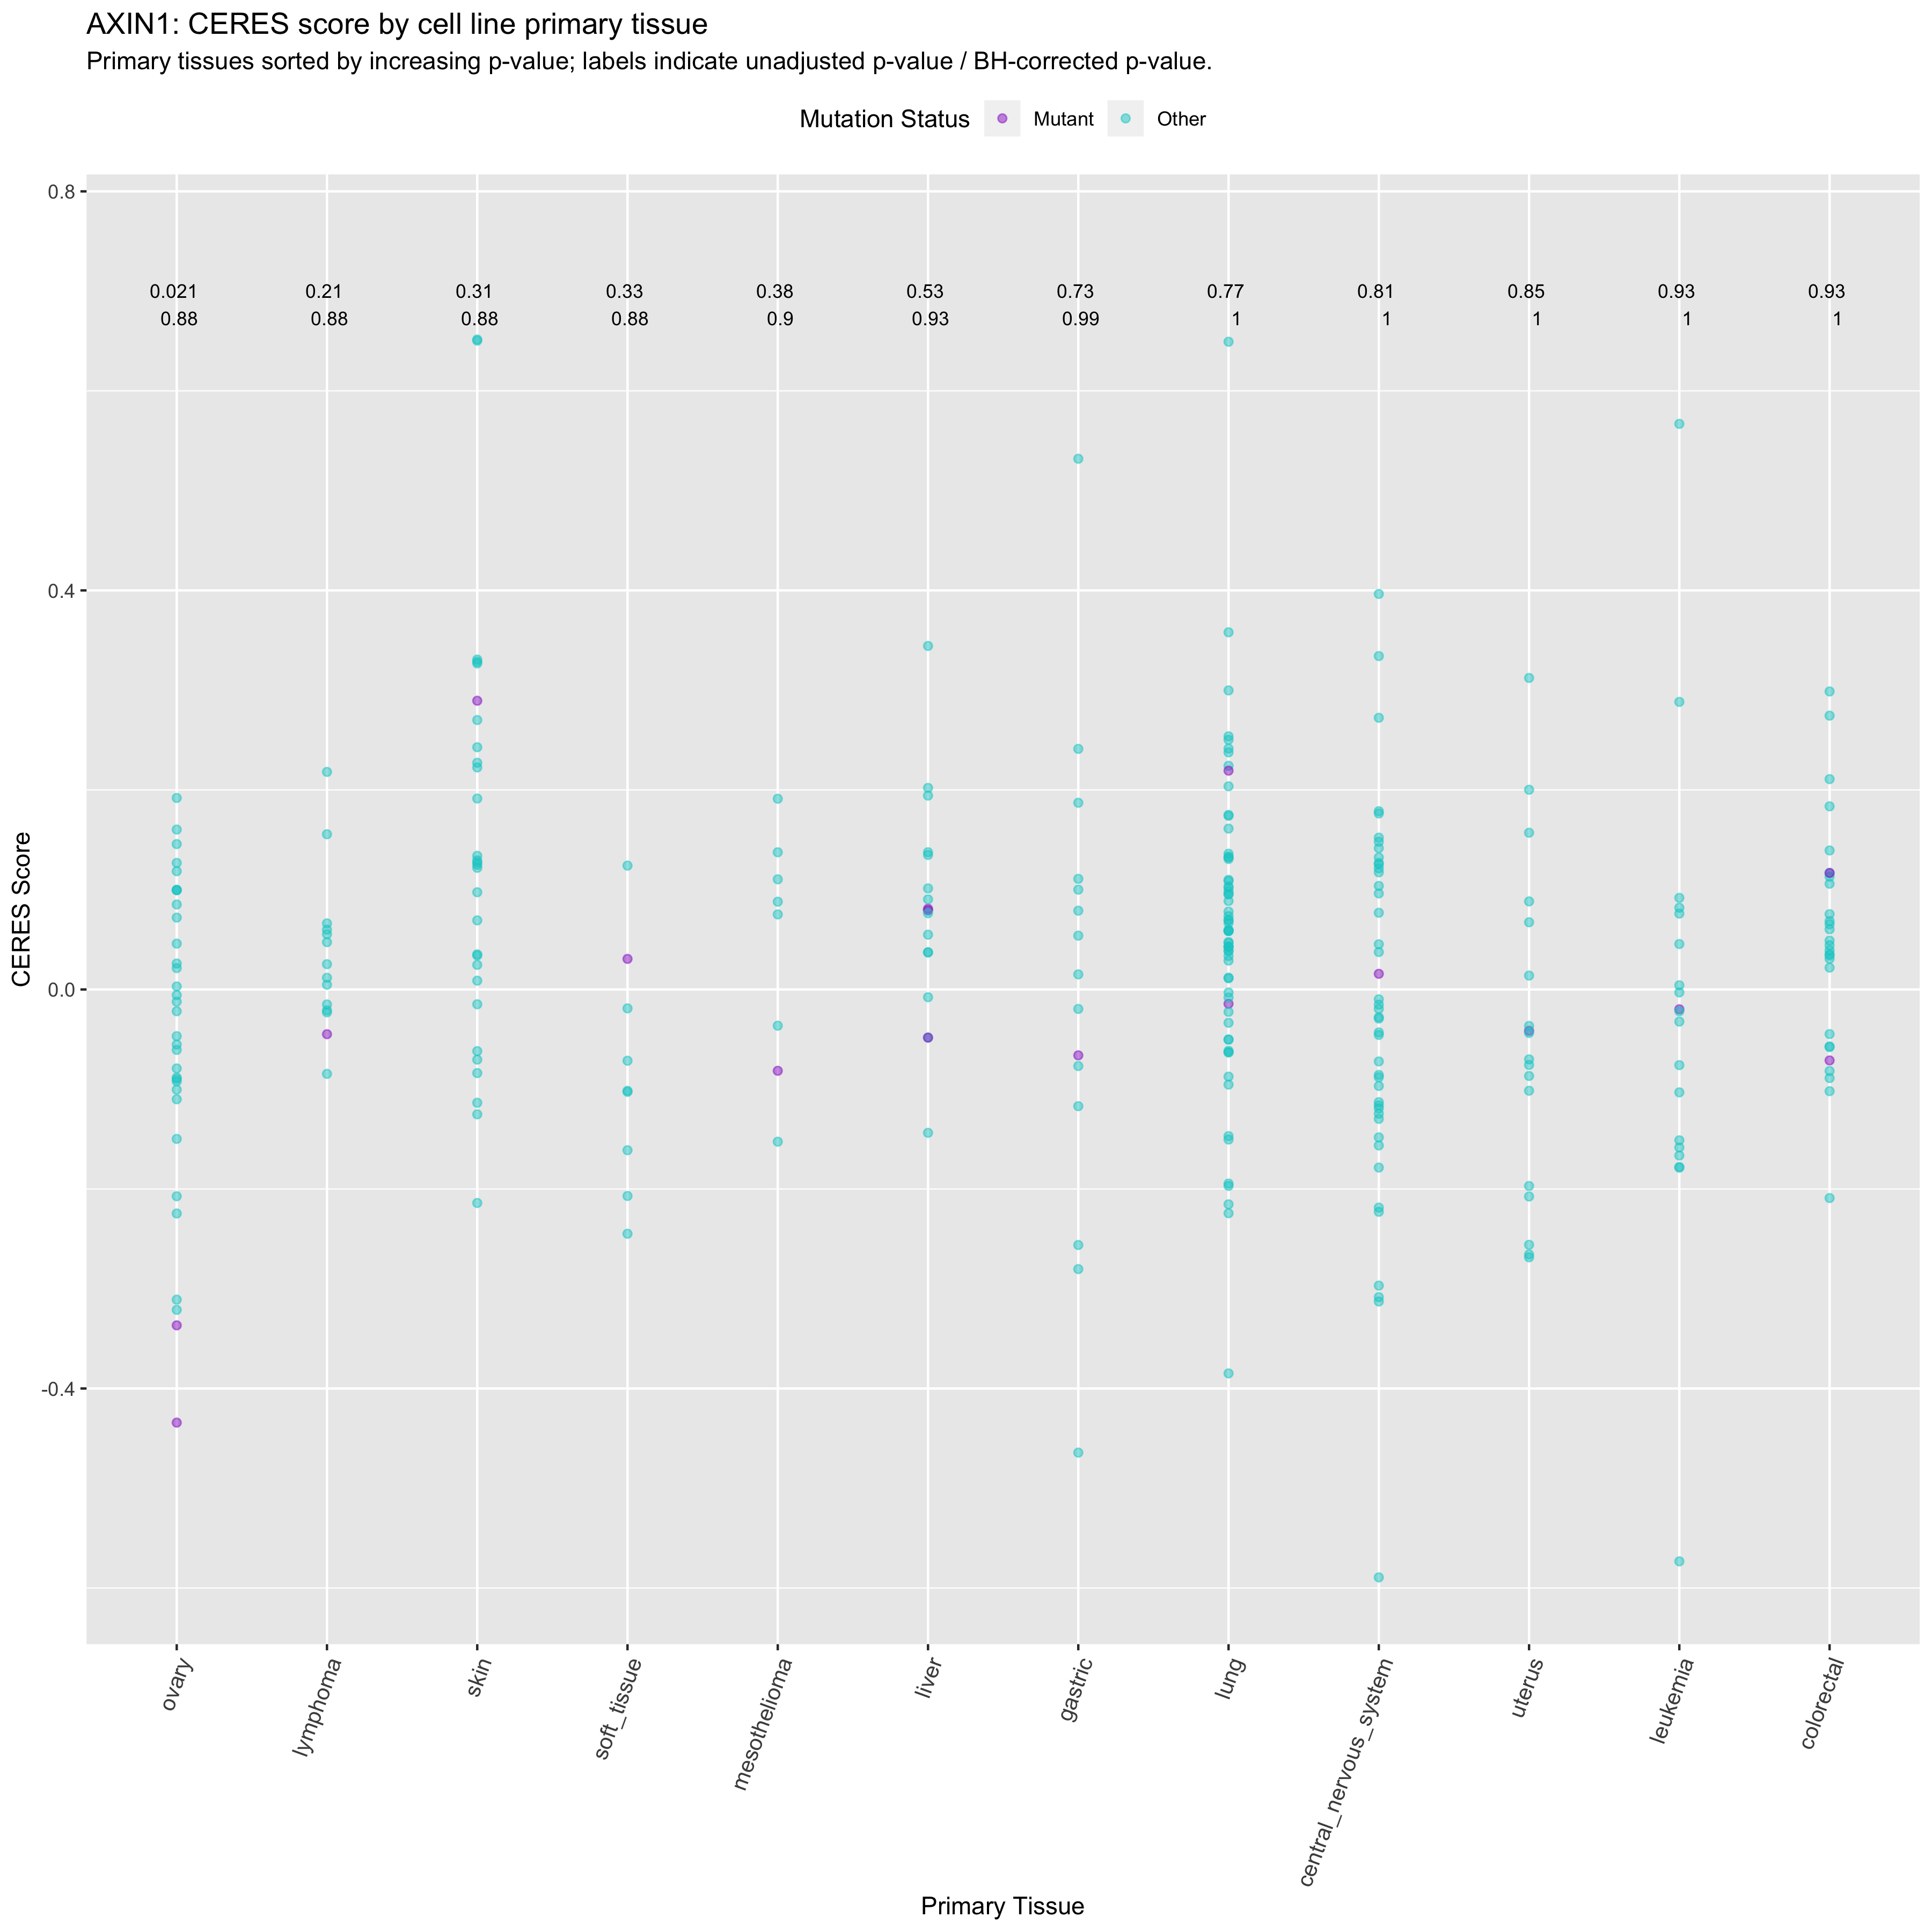 AXIN1: CERES score by cell line primary tissue
Primary tissues sorted by increasing p-value; labels indicate unadjusted p-value / BH-corrected p-value.
Mutation Status Mutant Other
0.8
0.021 0.21 0.31 0.33 0.38 0.53 0.73 0.77 0.81 0.85 0.93 0.93
0.88 0.88 0.88 0.88 0.9 0.93 0.99 1 1 1 1 1
0.4
CERES Score
0.0
-0.4
ovary lymphoma skin soft_tissue mesothelioma liver gastric lung central_nervous_system uterus leukemia colorectal
Primary Tissue